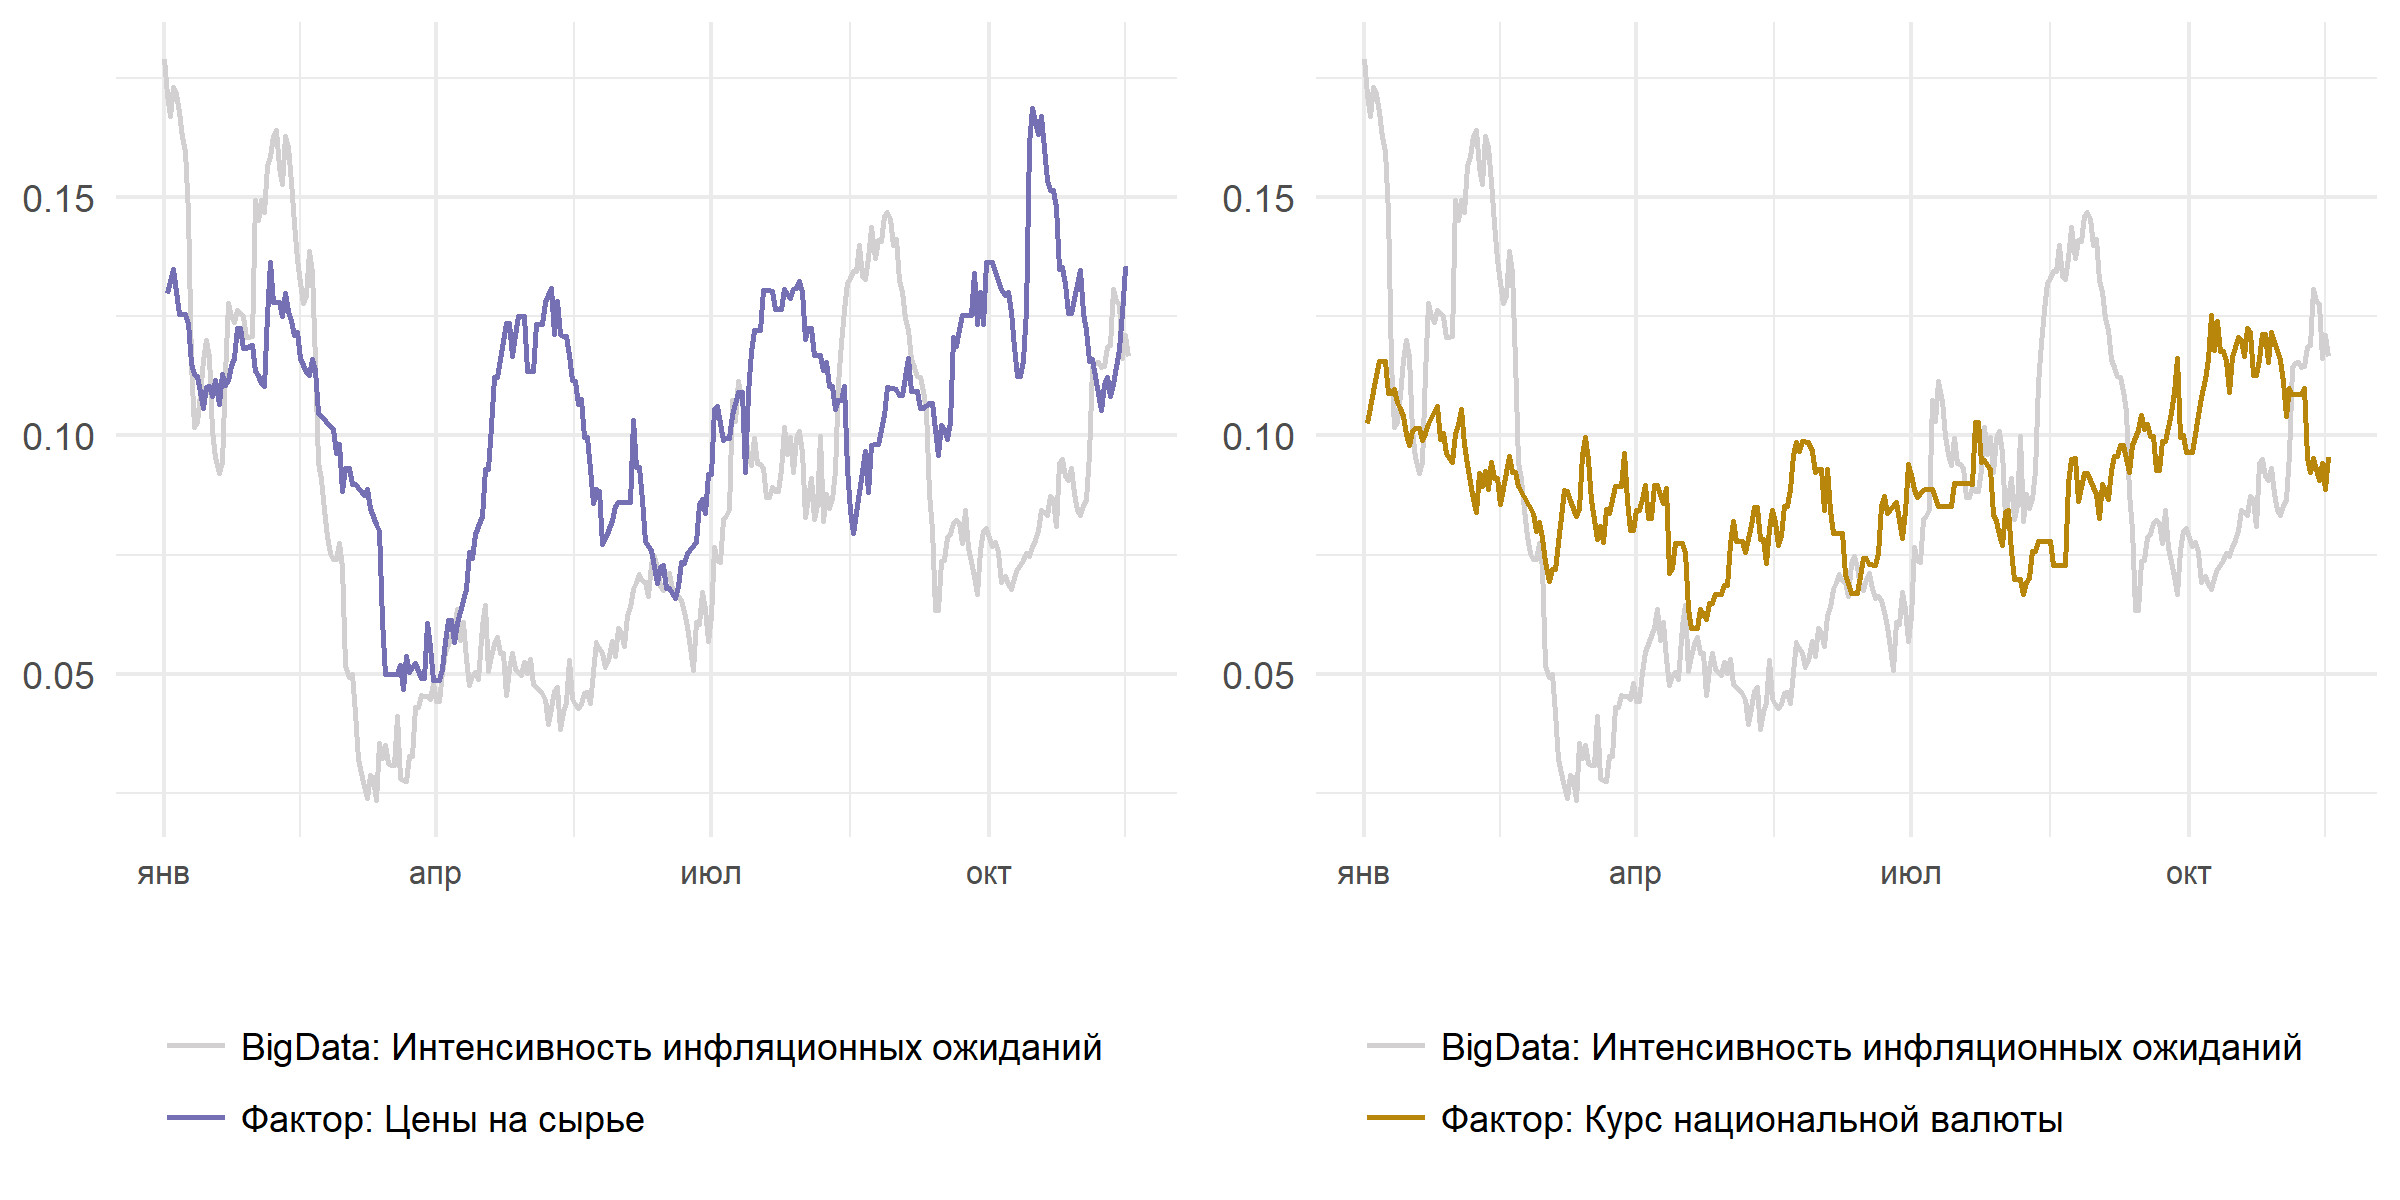 0.15
0.10
0.05
янв апр июл окт
BigData: Интенсивность инфляционных ожиданий
Фактор: Цены на сырье
0.15
0.10
0.05
янв апр июл окт
BigData: Интенсивность инфляционных ожиданий
Фактор: Курс национальной валюты